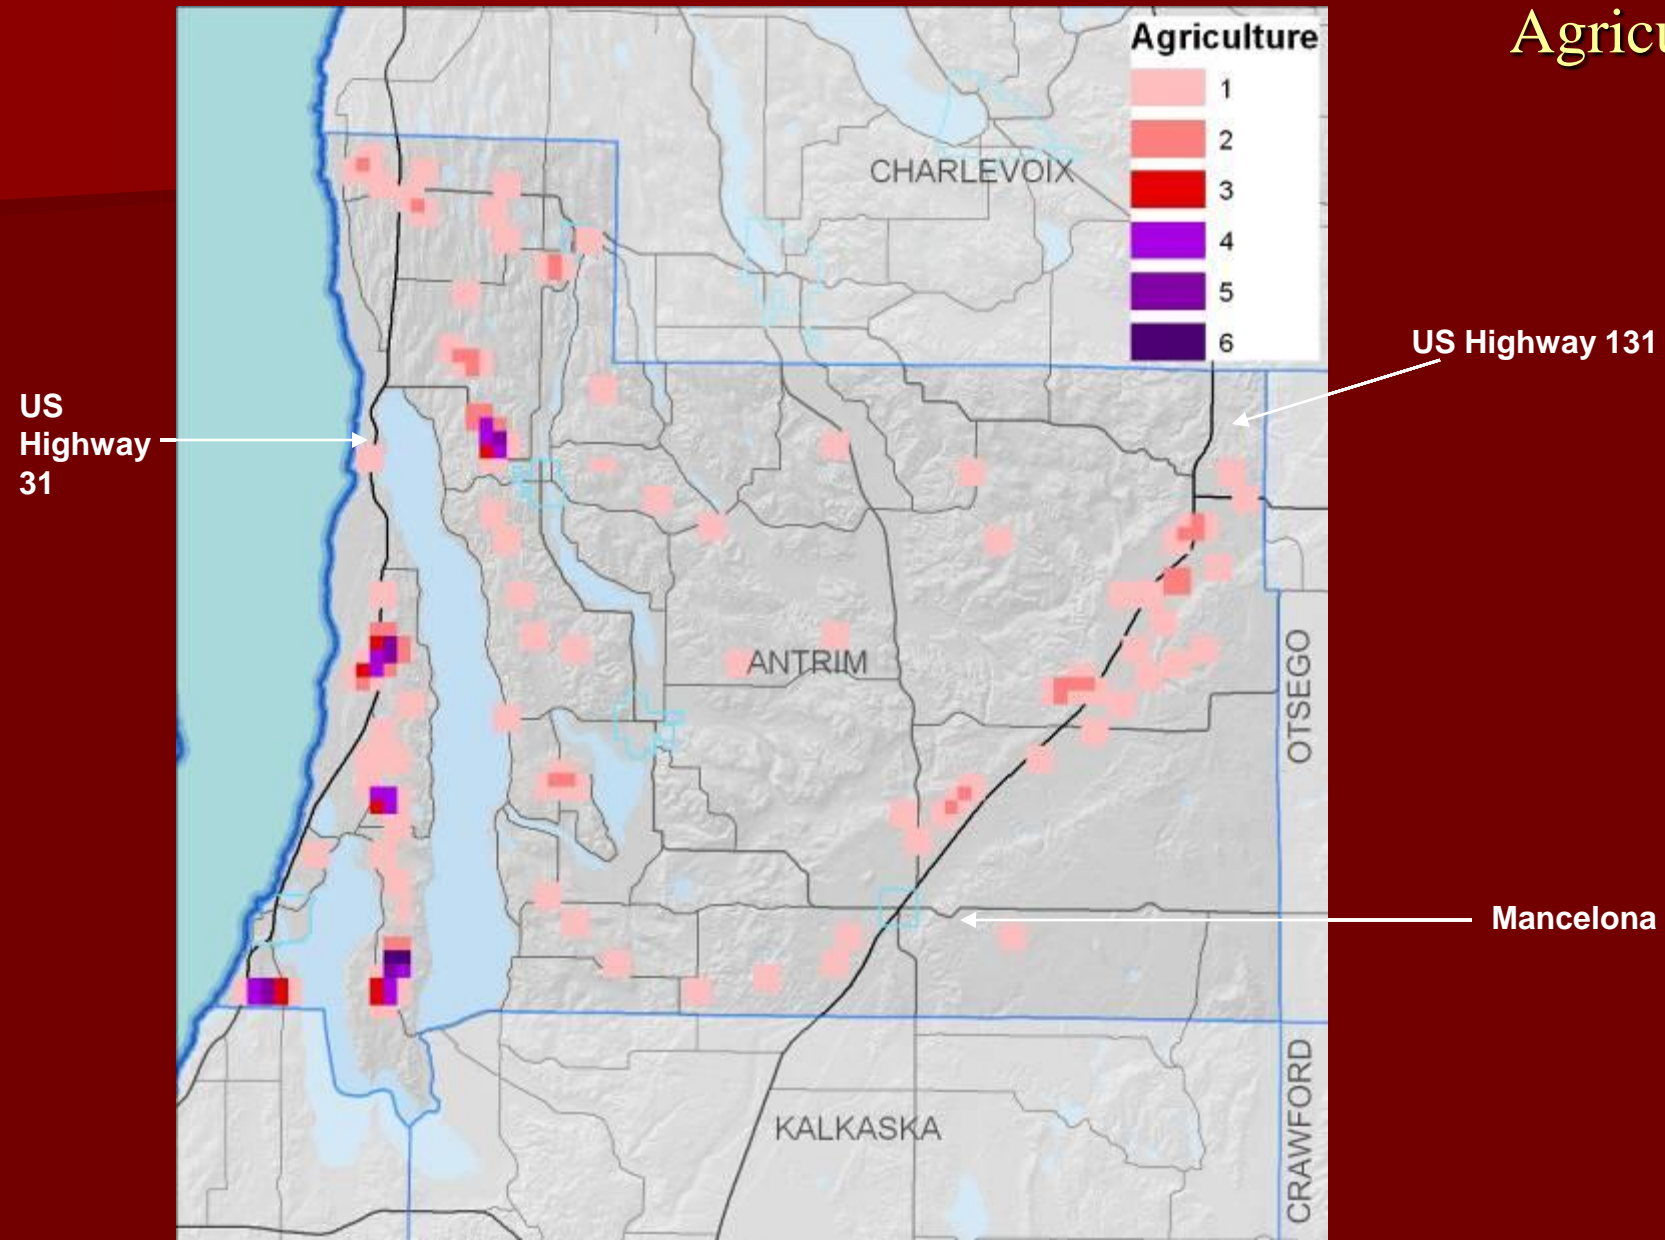 Agricu
Agriculture
1
2
3
4
5
6
CHARLEVOIX
US Highway 131
US
Highway
31
ANTRIM
OTSEGO
Mancelona
KALKASKA
CRAWFORD